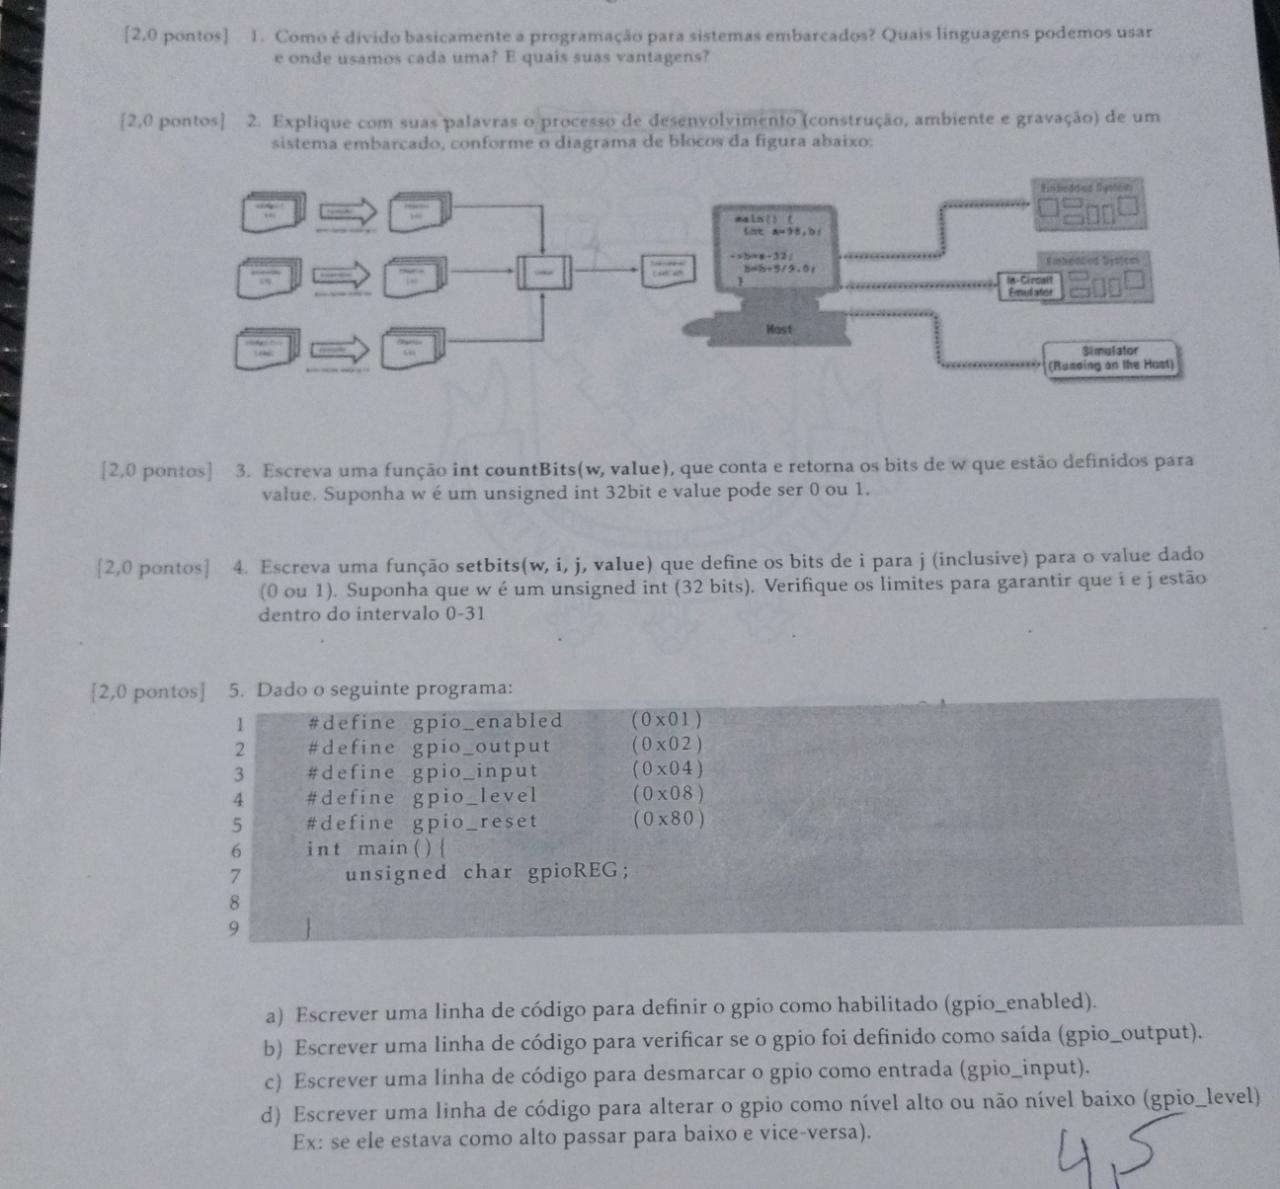 [2,0 pontos] 1. Como é divido basicamente a programação para sistemas embarcados? Quais linguagens podemos usar
e onde usamos cada uma? E quais suas vantagens?
[2,0 pontos] 2. Explique com suas palavras o processo de desenvolvimento (construção, ambiente e gravação) de um
sistema embarcado, conforme o diagrama de blocos da figura abaixo:
Embedded System
main() {
int a=98,b;
->b=a-32;
b=b*5/9.0;
}
Host
Embedded System
In-Circuit
Emulator
Simulator
(Running on the Host)
[2,0 pontos] 3. Escreva uma função int countBits(w, value), que conta e retorna os bits de w que estão definidos para
value. Suponha w é um unsigned int 32bit e value pode ser 0 ou 1.
[2,0 pontos] 4. Escreva uma função setbits(w, i, j, value) que define os bits de i para j (inclusive) para o value dado
(0 ou 1). Suponha que w é um unsigned int (32 bits). Verifique os limites para garantir que i e j estão
dentro do intervalo 0-31
[2,0 pontos] 5. Dado o seguinte programa:
1 #define gpio_enabled (0x01)
2 #define gpio_output (0x02)
3 #define gpio_input (0x04)
4 #define gpio_level (0x08)
5 #define gpio_reset (0x80)
6 int main(){
7 unsigned char gpioREG;
8
9 }
a) Escrever uma linha de código para definir o gpio como habilitado (gpio_enabled).
b) Escrever uma linha de código para verificar se o gpio foi definido como saída (gpio_output).
c) Escrever uma linha de código para desmarcar o gpio como entrada (gpio_input).
d) Escrever uma linha de código para alterar o gpio como nível alto ou não nível baixo (gpio_level)
Ex: se ele estava como alto passar para baixo e vice-versa).
4,5